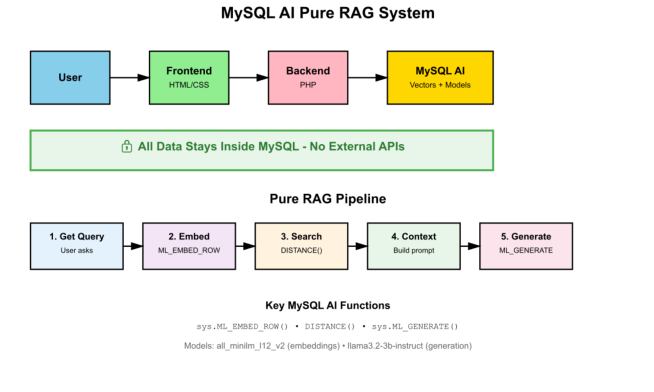 MySQL AI Pure RAG System
User
Frontend
HTML/CSS
Backend
PHP
MySQL AI
Vectors + Models
All Data Stays Inside MySQL - No External APIs
Pure RAG Pipeline
1. Get Query
User asks
2. Embed
ML_EMBED_ROW
3. Search
DISTANCE()
4. Context
Build prompt
5. Generate
ML_GENERATE
Key MySQL AI Functions
sys.ML_EMBED_ROW() • DISTANCE() • sys.ML_GENERATE()
Models: all_minilm_l12_v2 (embeddings) • llama3.2-3b-instruct (generation)